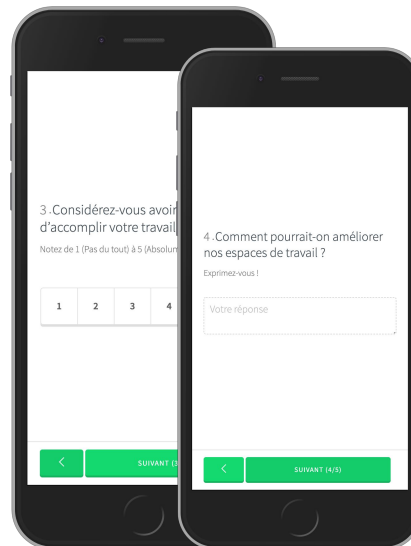 3.Considérez-vous avoir
d'accomplir votre travail
Notez de 1 (Pas du tout) à 5
1 2 3 4
SUIVANT
4.Comment pourrait-on améliorer
nos espaces de travail ?
Exprimez-vous !
Votre réponse
SUIVANT (4/5)